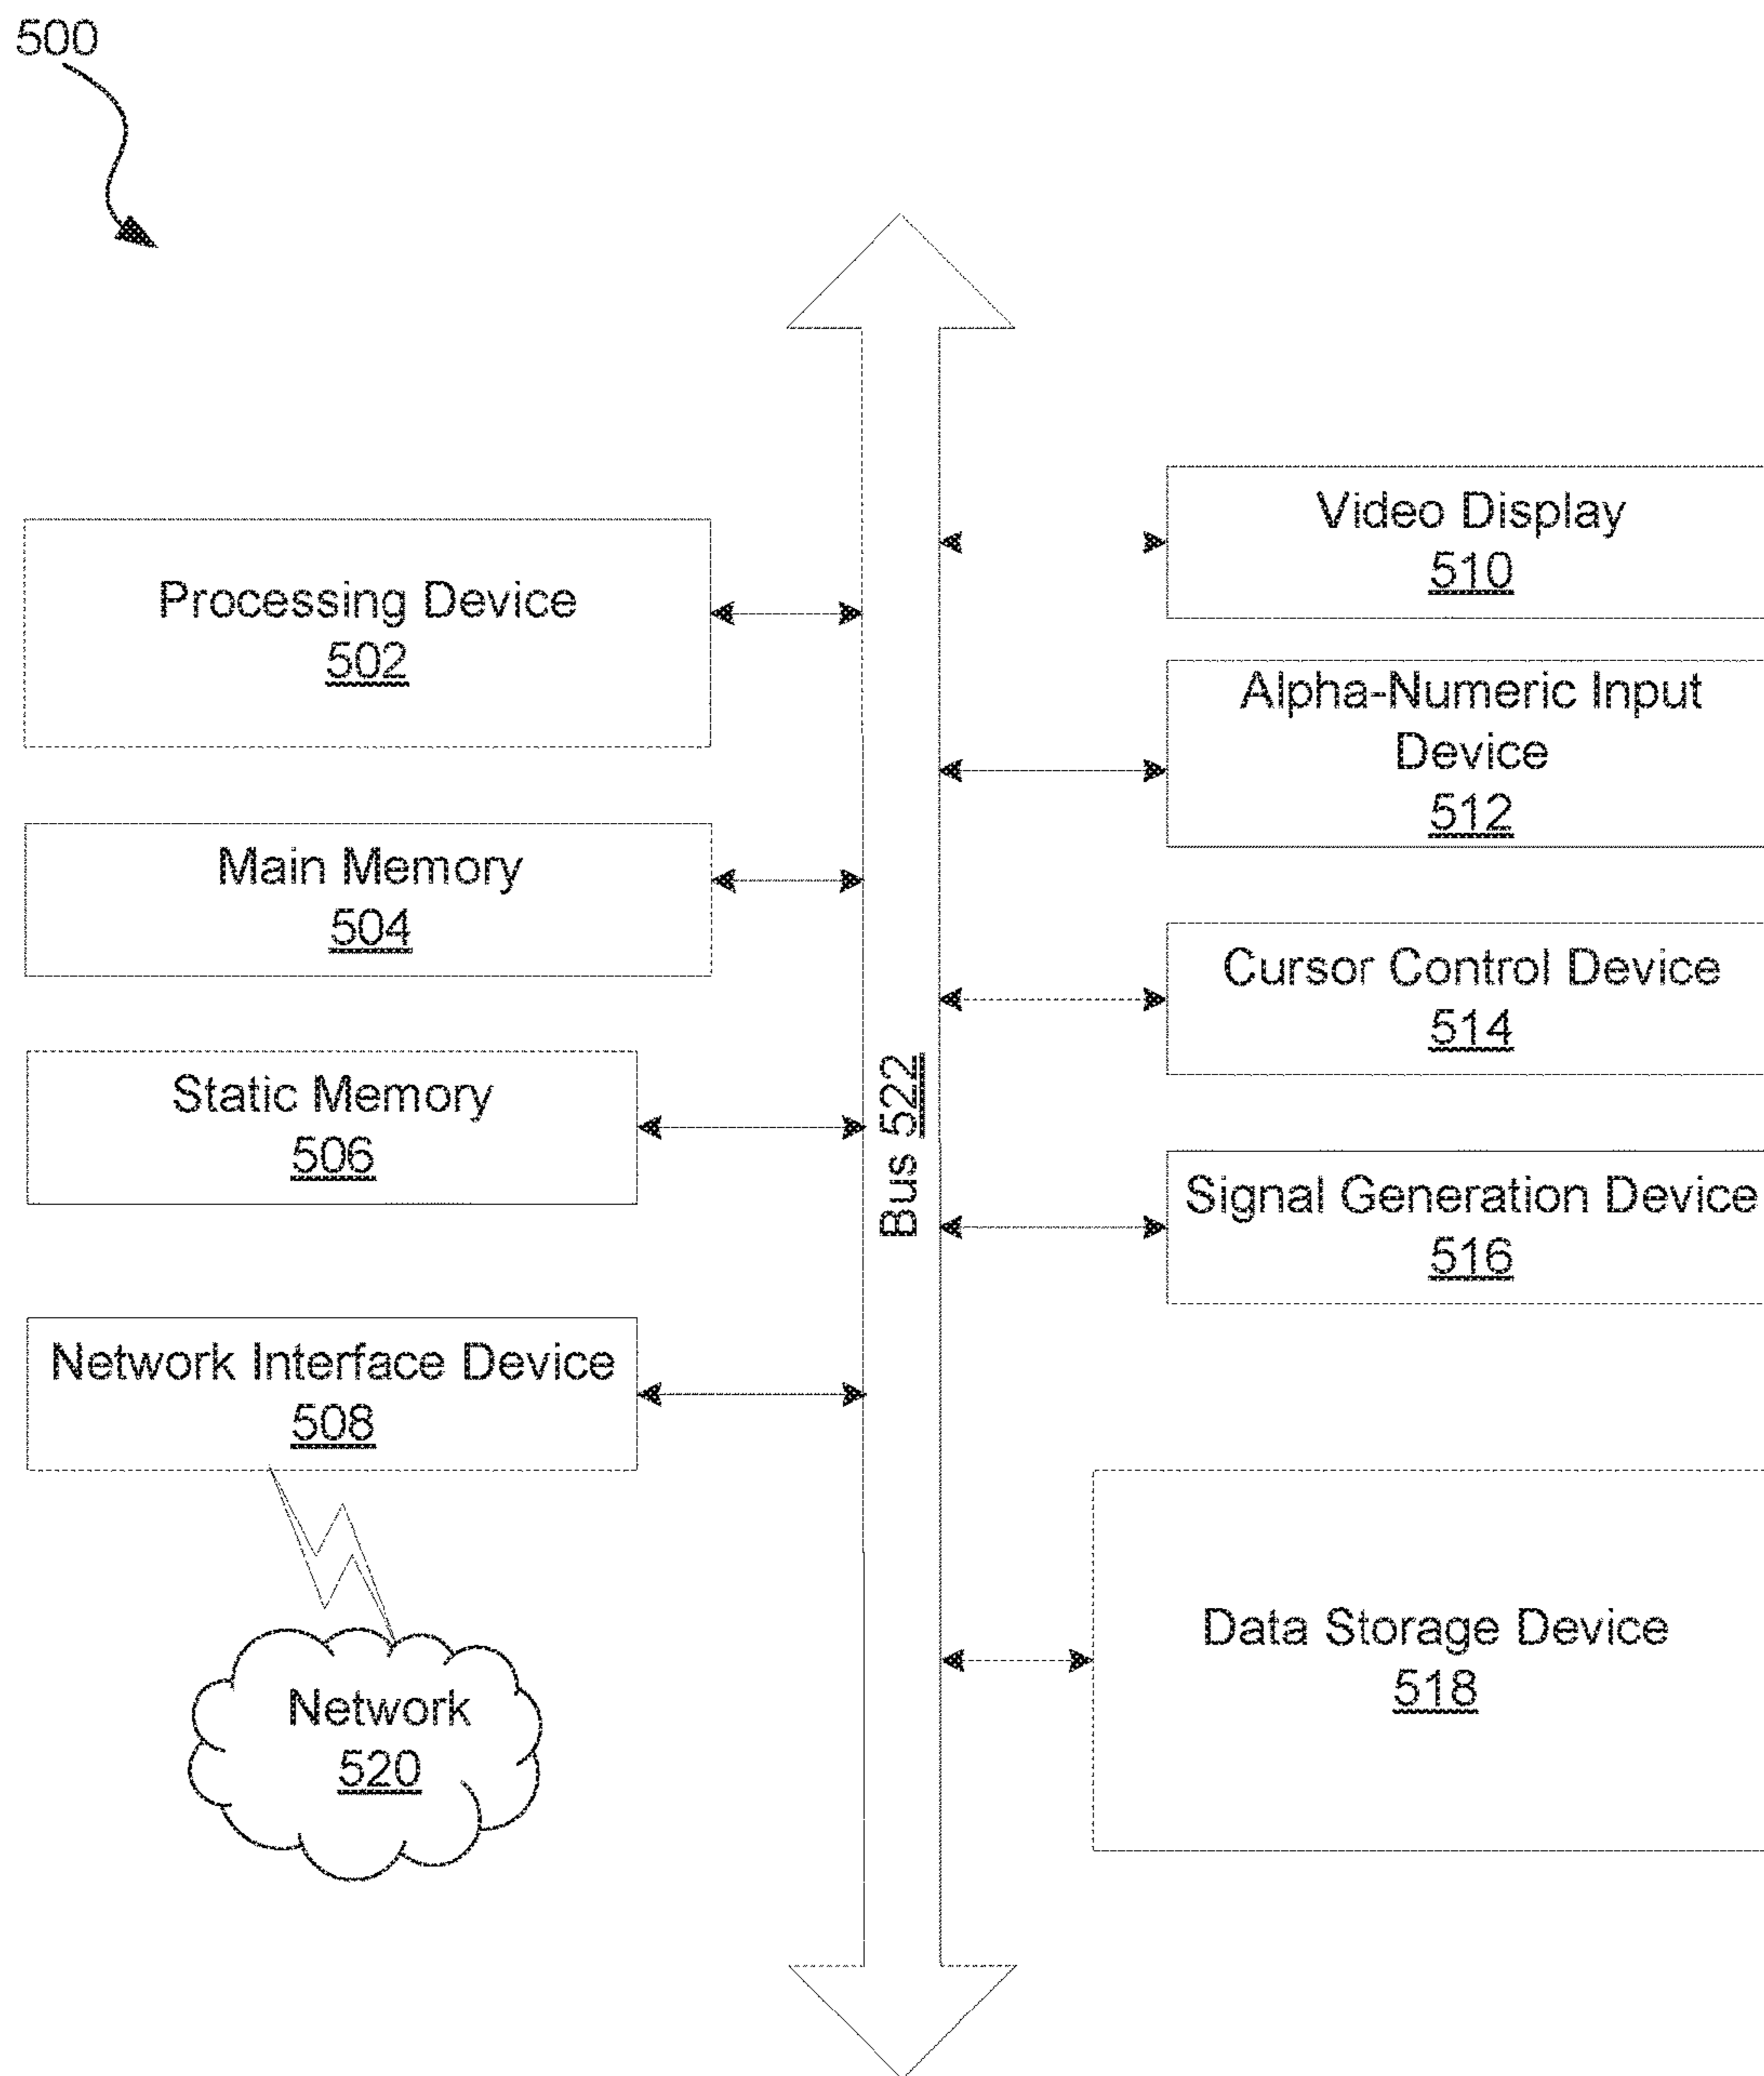 500
Processing Device
502
Main Memory
504
Static Memory
506
Network Interface Device
508
Network
520
Bus 522
Video Display
510
Alpha-Numeric Input
Device
512
Cursor Control Device
514
Signal Generation Device
516
Data Storage Device
518